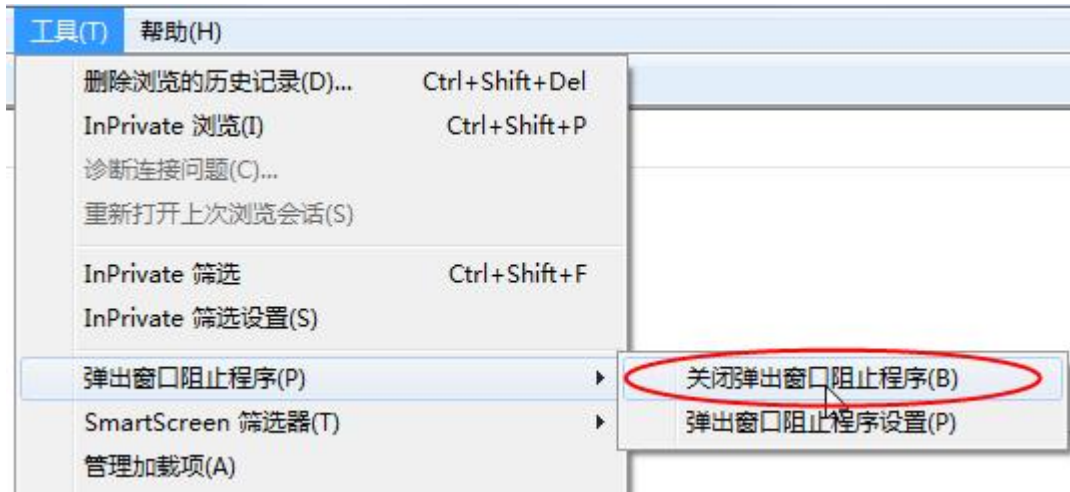 工具(T) 帮助(H)
删除浏览的历史记录(D)... Ctrl+Shift+Del
InPrivate 浏览(I) Ctrl+Shift+P
诊断连接问题(C)...
重新打开上次浏览会话(S)
InPrivate 筛选 Ctrl+Shift+F
InPrivate 筛选设置(S)
弹出窗口阻止程序(P) 关闭弹出窗口阻止程序(B)
SmartScreen 筛选器(T) 弹出窗口阻止程序设置(P)
管理加载项(A)